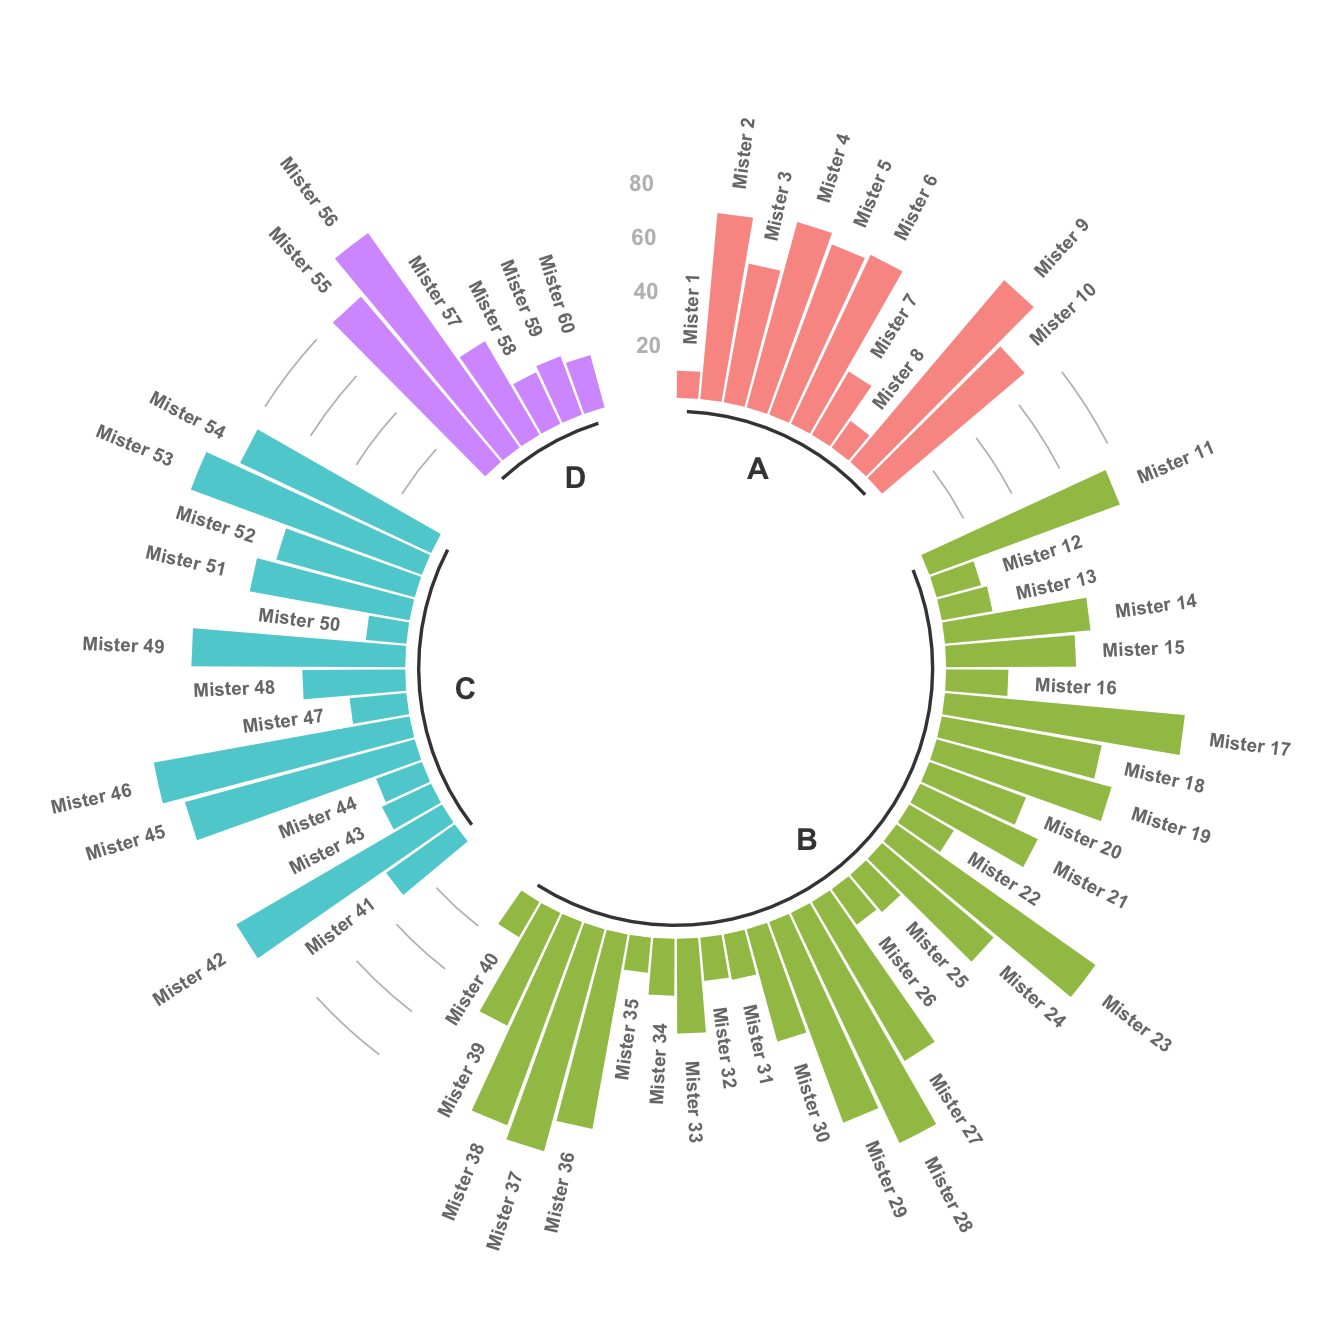 80
60
40
20
Mister 1
Mister 2
Mister 3
Mister 4
Mister 5
Mister 6
Mister 7
Mister 8
Mister 9
Mister 10
A
Mister 11
Mister 12
Mister 13
Mister 14
Mister 15
Mister 16
Mister 17
Mister 18
Mister 19
Mister 20
Mister 21
Mister 22
Mister 23
Mister 24
Mister 25
Mister 26
Mister 27
Mister 28
Mister 29
Mister 30
Mister 31
Mister 32
Mister 33
Mister 34
Mister 35
Mister 36
Mister 37
Mister 38
Mister 39
Mister 40
B
Mister 41
Mister 42
Mister 43
Mister 44
Mister 45
Mister 46
Mister 47
Mister 48
Mister 49
Mister 50
Mister 51
Mister 52
Mister 53
Mister 54
C
Mister 55
Mister 56
Mister 57
Mister 58
Mister 59
Mister 60
D